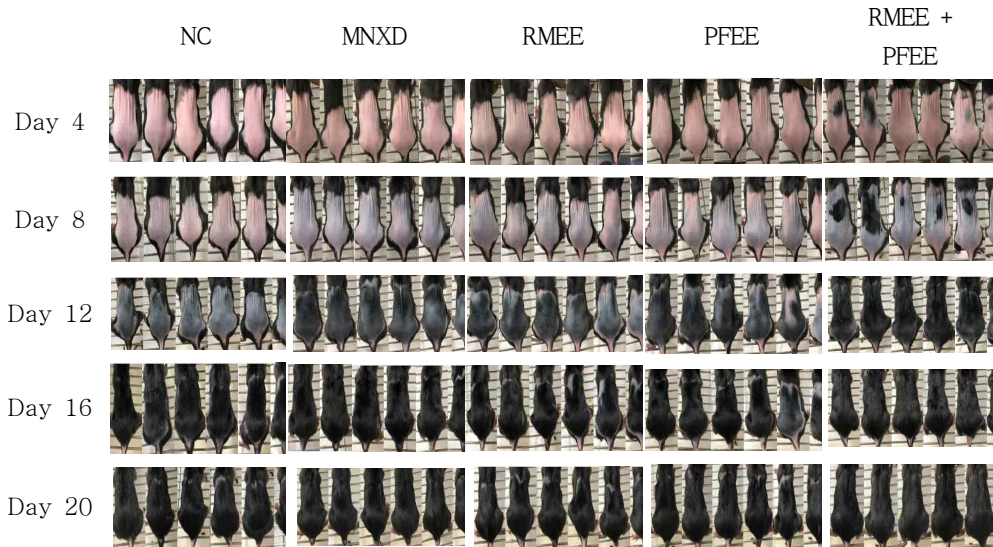 NC MNXD RMEE PFEE RMEE +
PFEE
Day 4
Day 8
Day 12
Day 16
Day 20